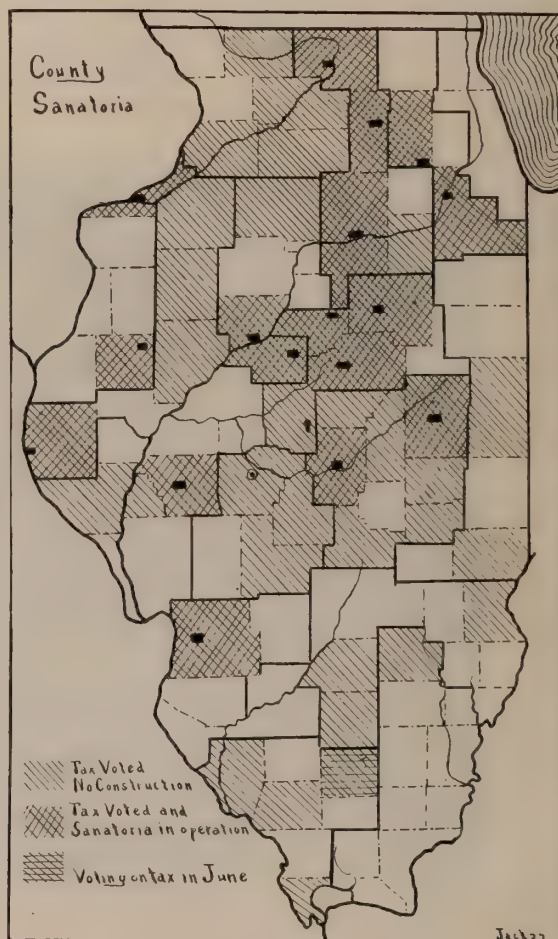 County
Sanatoria
Tax Voted
No Construction
Tax Voted and
Sanatoria in operation
Voting on tax in June